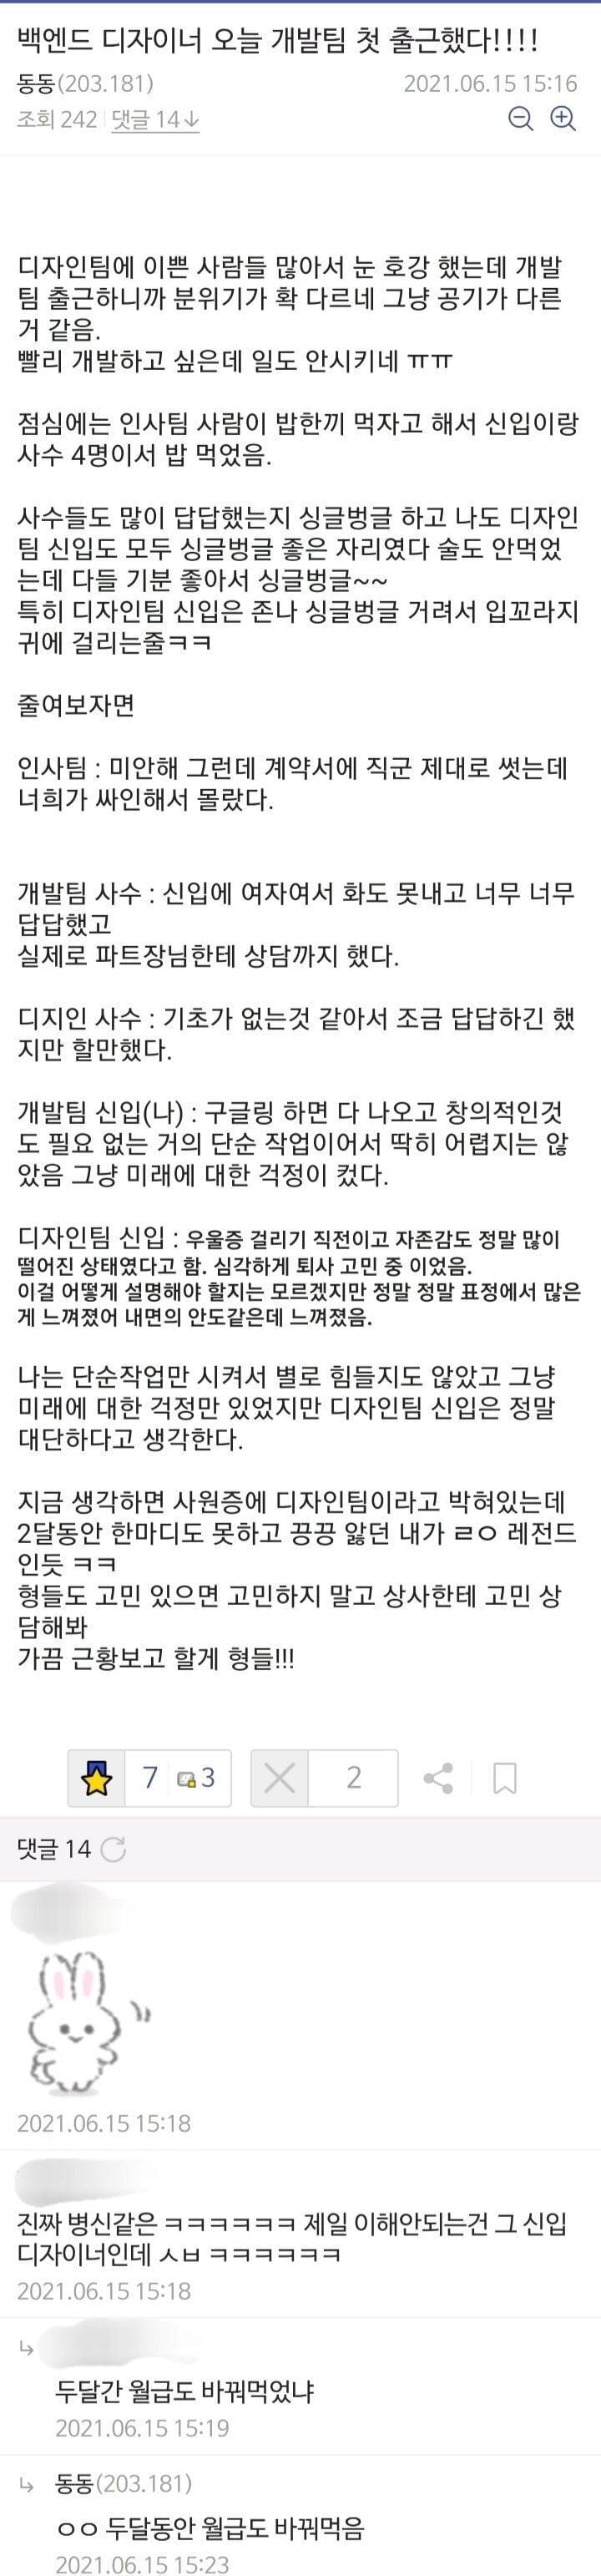 백엔드 디자이너 오늘 개발팀 첫 출근했다!!!!
동동(203.181) 2021.06.15 15:16
조회 242 댓글 14↓
디자인팀에 이쁜 사람들 많아서 눈 호강 했는데 개발
팀 출근하니까 분위기가 확 다르네 그냥 공기가 다른
거 같음.
빨리 개발하고 싶은데 일도 안시키네 ㅠㅠ
점심에는 인사팀 사람이 밥한끼 먹자고 해서 신입이랑
사수 4명이서 밥 먹었음.
사수들도 많이 답답했는지 싱글벙글 하고 나도 디자인
팀 신입도 모두 싱글벙글 좋은 자리였다 술도 안먹었
는데 다들 기분 좋아서 싱글벙글~~
특히 디자인팀 신입은 존나 싱글벙글 거려서 입꼬라지
귀에 걸리는줄ㅋㅋ
줄여보자면
인사팀 : 미안해 그런데 계약서에 직군 제대로 썻는데
너희가 싸인해서 몰랐다.
개발팀 사수 : 신입에 여자여서 화도 못내고 너무 너무
답답했고
실제로 파트장님한테 상담까지 했다.
디지인 사수 : 기초가 없는것 같아서 조금 답답하긴 했
지만 할만했다.
개발팀 신입(나) : 구글링 하면 다 나오고 창의적인것
도 필요 없는 거의 단순 작업이어서 딱히 어렵지는 않
았음 그냥 미래에 대한 걱정이 컸다.
디자인팀 신입 : 우울증 걸리기 직전이고 자존감도 정말 많이
떨어진 상태였다고 함. 심각하게 퇴사 고민 중 이었음.
이걸 어떻게 설명해야 할지는 모르겠지만 정말 정말 표정에서 많은
게 느껴졌어 내면의 안도같은데 느껴졌음.
나는 단순작업만 시켜서 별로 힘들지도 않았고 그냥
미래에 대한 걱정만 있었지만 디자인팀 신입은 정말
대단하다고 생각한다.
지금 생각하면 사원증에 디자인팀이라고 박혀있는데
2달동안 한마디도 못하고 끙끙 앓던 내가 ㄹㅇ 레전드
인듯 ㅋㅋ
형들도 고민 있으면 고민하지 말고 상사한테 고민 상
담해봐
가끔 근황보고 할게 형들!!!
7 3 2
댓글 14
2021.06.15 15:18
진짜 병신같은 ㅋㅋㅋㅋㅋㅋ 제일 이해안되는건 그 신입
디자이너인데 ㅅㅂ ㅋㅋㅋㅋㅋㅋ
2021.06.15 15:18
두달간 월급도 바꿔먹었냐
2021.06.15 15:19
동동(203.181)
ㅇㅇ 두달동안 월급도 바꿔먹음
2021.06.15 15:23